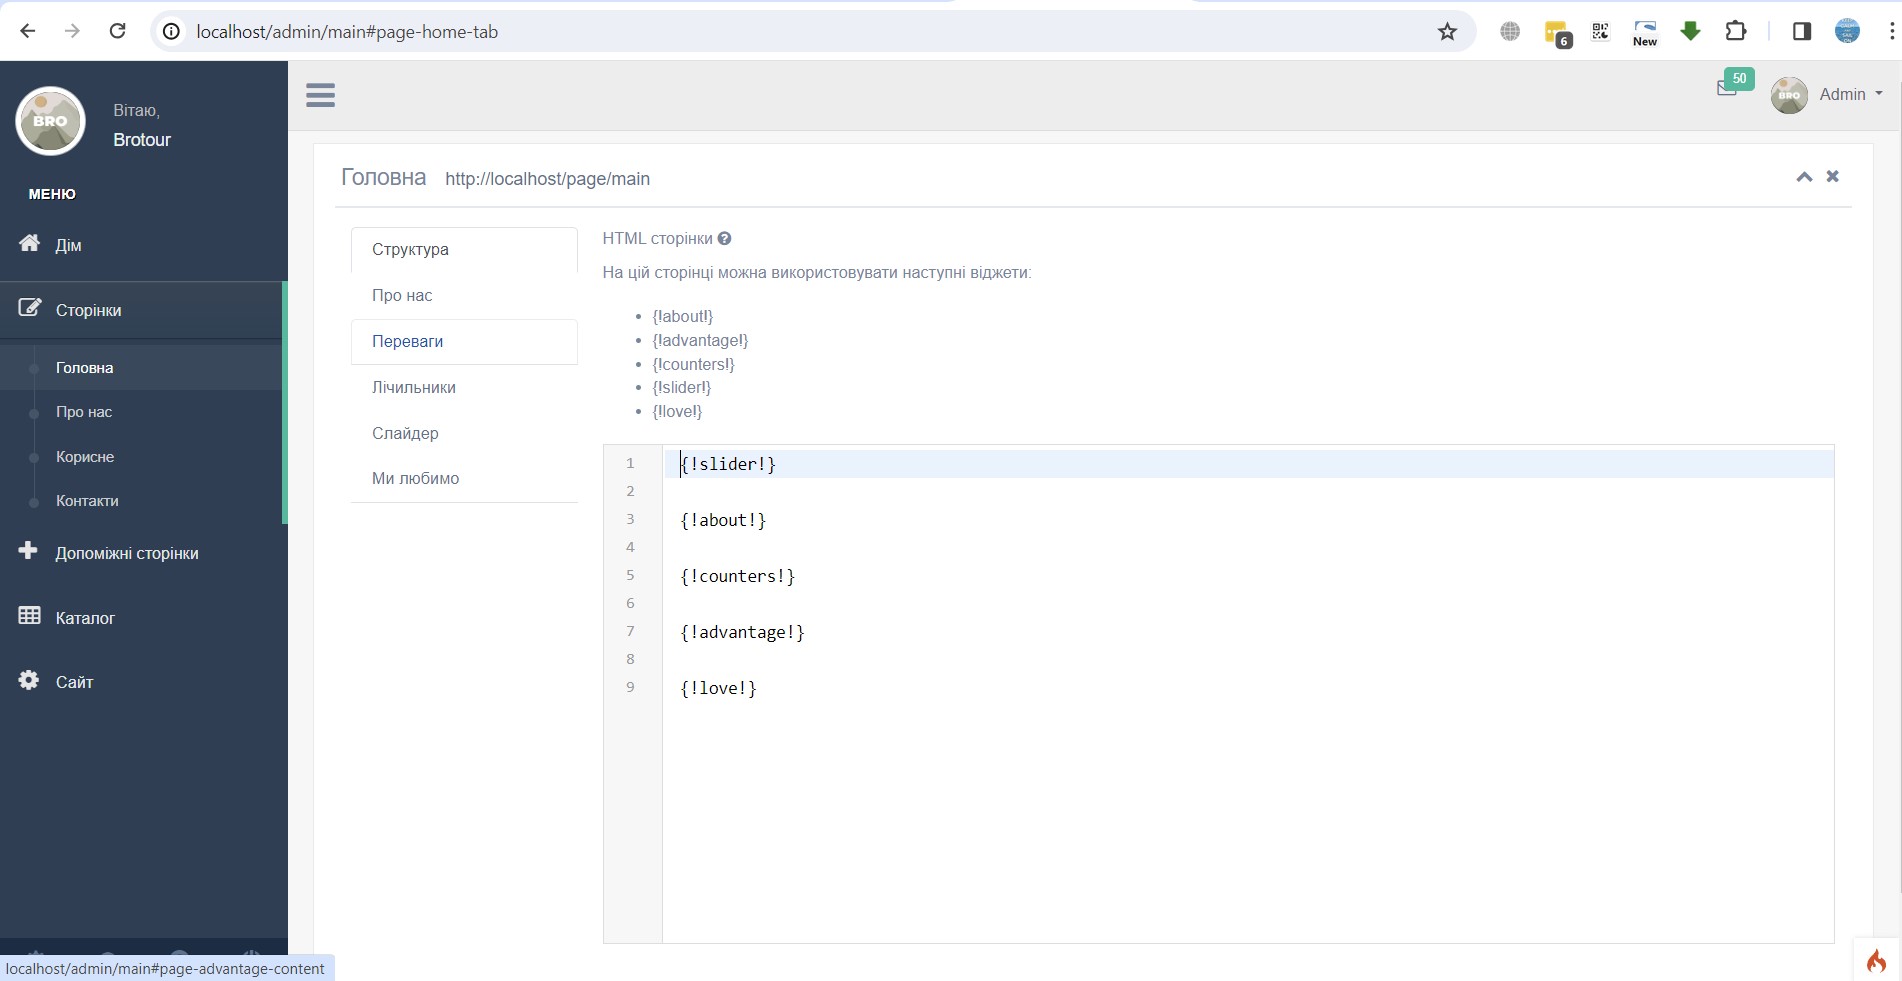 localhost/admin/main#page-home-tab
6
New
BRO
Вітаю,
Brotour
МЕНЮ
Дім
Сторінки
Головна
Про нас
Корисне
Контакти
Допоміжні сторінки
Каталог
Сайт
50
BRO
Admin
Головна http://localhost/page/main
Структура
Про нас
Переваги
Лічильники
Слайдер
Ми любимо
HTML сторінки
На цій сторінці можна використовувати наступні віджети:
{!about!}
{!advantage!}
{!counters!}
{!slider!}
{!love!}
1 {!slider!}
2
3 {!about!}
4
5 {!counters!}
6
7 {!advantage!}
8
9 {!love!}
localhost/admin/main#page-advantage-content